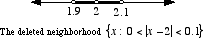 1.9 2 2.1
The deleted neighborhood {x : 0 < |x − 2| < 0.1}